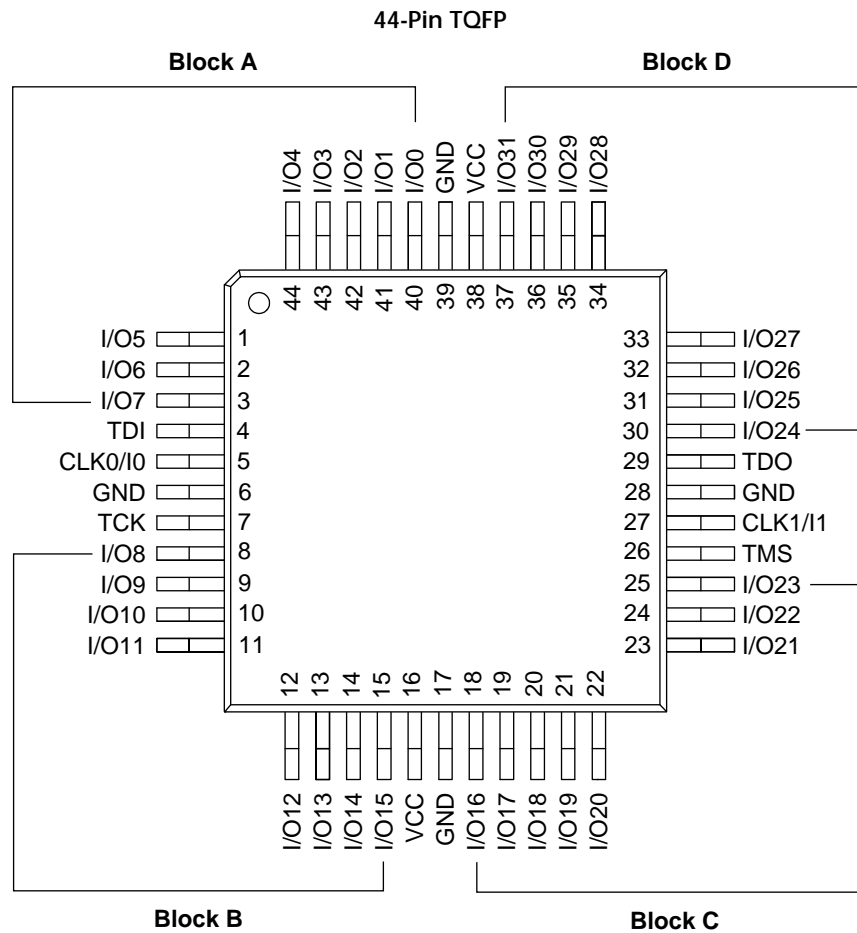 44-Pin TQFP
Block A
Block D
I/O4
I/O3
I/O2
I/O1
I/O0
GND
VCC
I/O31
I/O30
I/O29
I/O28
44
43
42
41
40
39
38
37
36
35
34
I/O5 1
I/O6 2
I/O7 3
TDI 4
CLK0/I0 5
GND 6
TCK 7
I/O8 8
I/O9 9
I/O10 10
I/O11 11
33 I/O27
32 I/O26
31 I/O25
30 I/O24
29 TDO
28 GND
27 CLK1/I1
26 TMS
25 I/O23
24 I/O22
23 I/O21
12
13
14
15
16
17
18
19
20
21
22
I/O12
I/O13
I/O14
I/O15
VCC
GND
I/O16
I/O17
I/O18
I/O19
I/O20
Block B
Block C